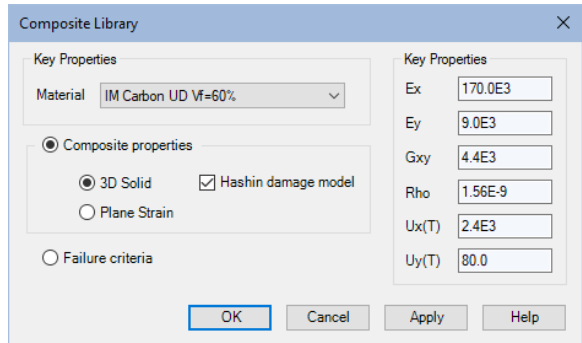 Composite Library
Key Properties
Material IM Carbon UD Vf=60%
Composite properties
3D Solid Hashin damage model
Plane Strain
Failure criteria
Key Properties
Ex 170.0E3
Ey 9.0E3
Gxy 4.4E3
Rho 1.56E-9
Ux(T) 2.4E3
Uy(T) 80.0
OK Cancel Apply Help